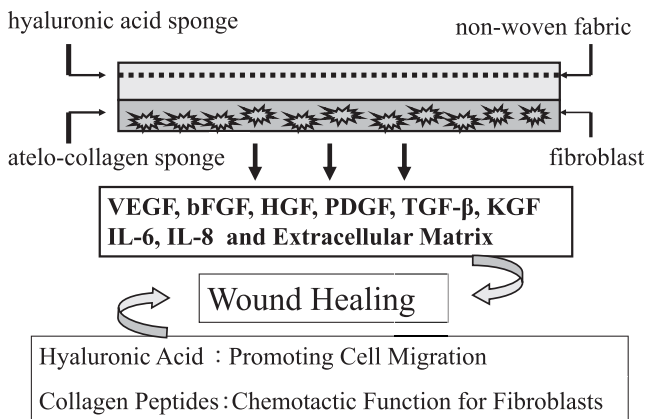 hyaluronic acid sponge
non-woven fabric
atelo-collagen sponge
fibroblast
VEGF, bFGF, HGF, PDGF, TGF-β, KGF
IL-6, IL-8 and Extracellular Matrix
Wound Healing
Hyaluronic Acid：Promoting Cell Migration
Collagen Peptides：Chemotactic Function for Fibroblasts